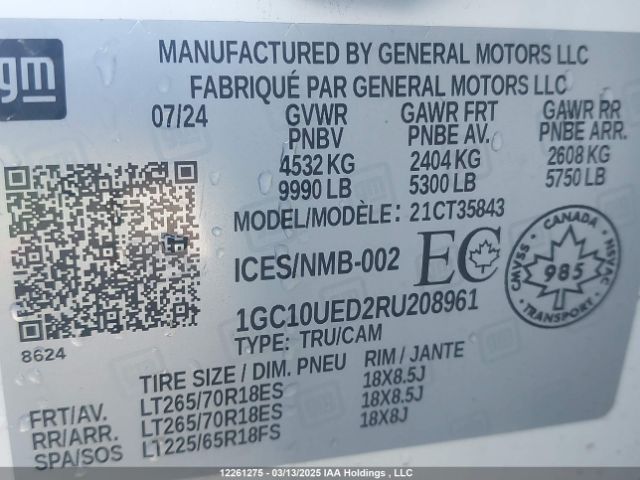 gm
MANUFACTURED BY GENERAL MOTORS LLC
FABRIQUÉ PAR GENERAL MOTORS LLC
07/24 GVWR GAWR FRT GAWR RR
PNBV PNBE AV. PNBE ARR.
4532 KG 2404 KG 2608 KG
9990 LB 5300 LB 5750 LB
MODEL/MODÈLE: 21CT35843
ICES/NMB-002 EC
CANADA
CMVSS 985 NSVAC
1GC10UED2RU208961
TYPE: TRU/CAM
8624
TIRE SIZE / DIM. PNEU RIM / JANTE
FRT/AV. LT265/70R18ES 18X8.5J
RR/ARR. LT265/70R18ES 18X8.5J
SPA/SOS LT225/65R18FS 18X8J
12261275 - 03/13/2025 IAA Holdings , LLC